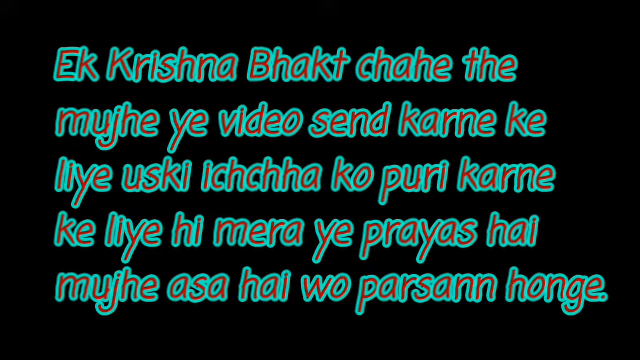 Ek Krishna Bhakt chahe the
mujhe ye video send karne ke
liye uski ichchha ko puri karne
ke liye hi mera ye prayas hai
mujhe asa hai wo parsann honge.